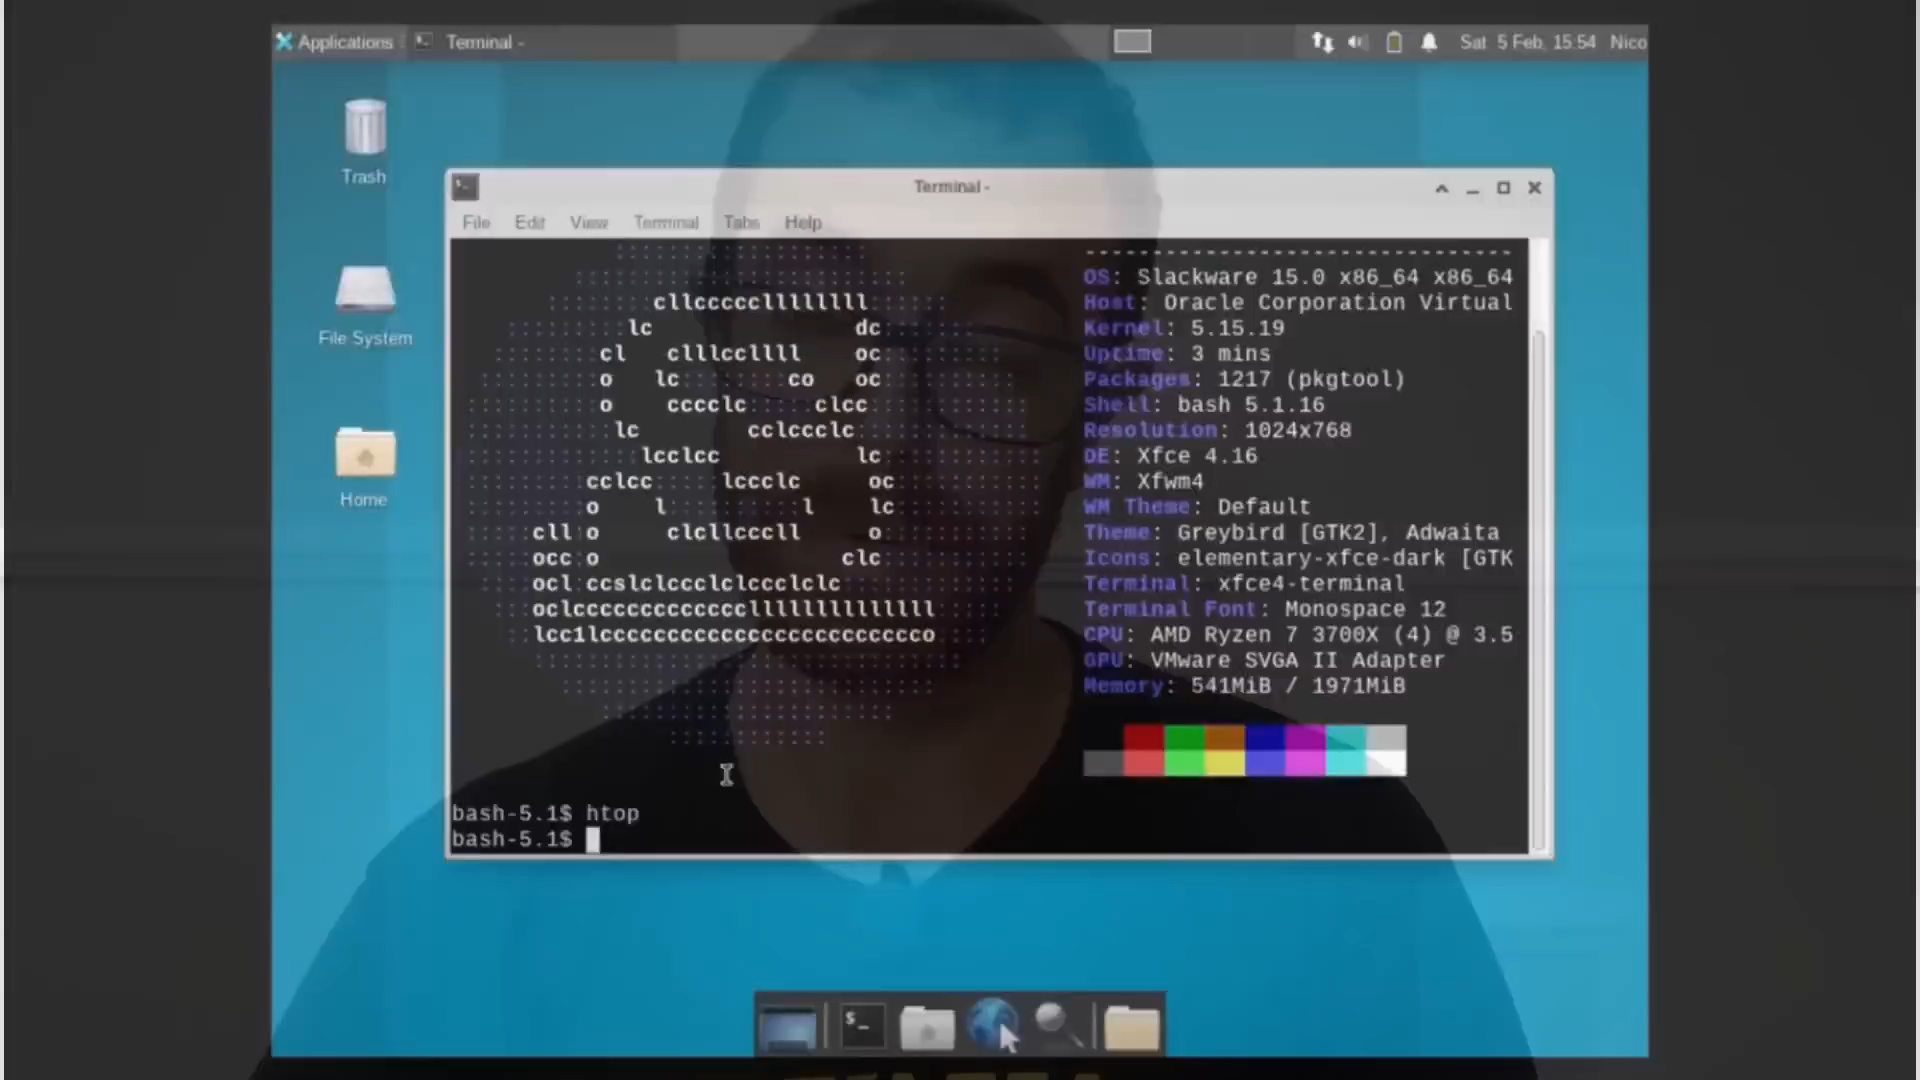 Applications
Terminal -
Sat 5 Feb, 15:54 Nico
Trash
File System
Home
Terminal -
File Edit View Terminal Tabs Help
-------------------------------
OS: Slackware 15.0 x86_64 x86_64
Host: Oracle Corporation Virtual
Kernel: 5.15.19
Uptime: 3 mins
Packages: 1217 (pkgtool)
Shell: bash 5.1.16
Resolution: 1024x768
DE: Xfce 4.16
WM: Xfwm4
WM Theme: Default
Theme: Greybird [GTK2], Adwaita
Icons: elementary-xfce-dark [GTK
Terminal: xfce4-terminal
Terminal Font: Monospace 12
CPU: AMD Ryzen 7 3700X (4) @ 3.5
GPU: VMware SVGA II Adapter
Memory: 541MiB / 1971MiB
bash-5.1$ htop
bash-5.1$